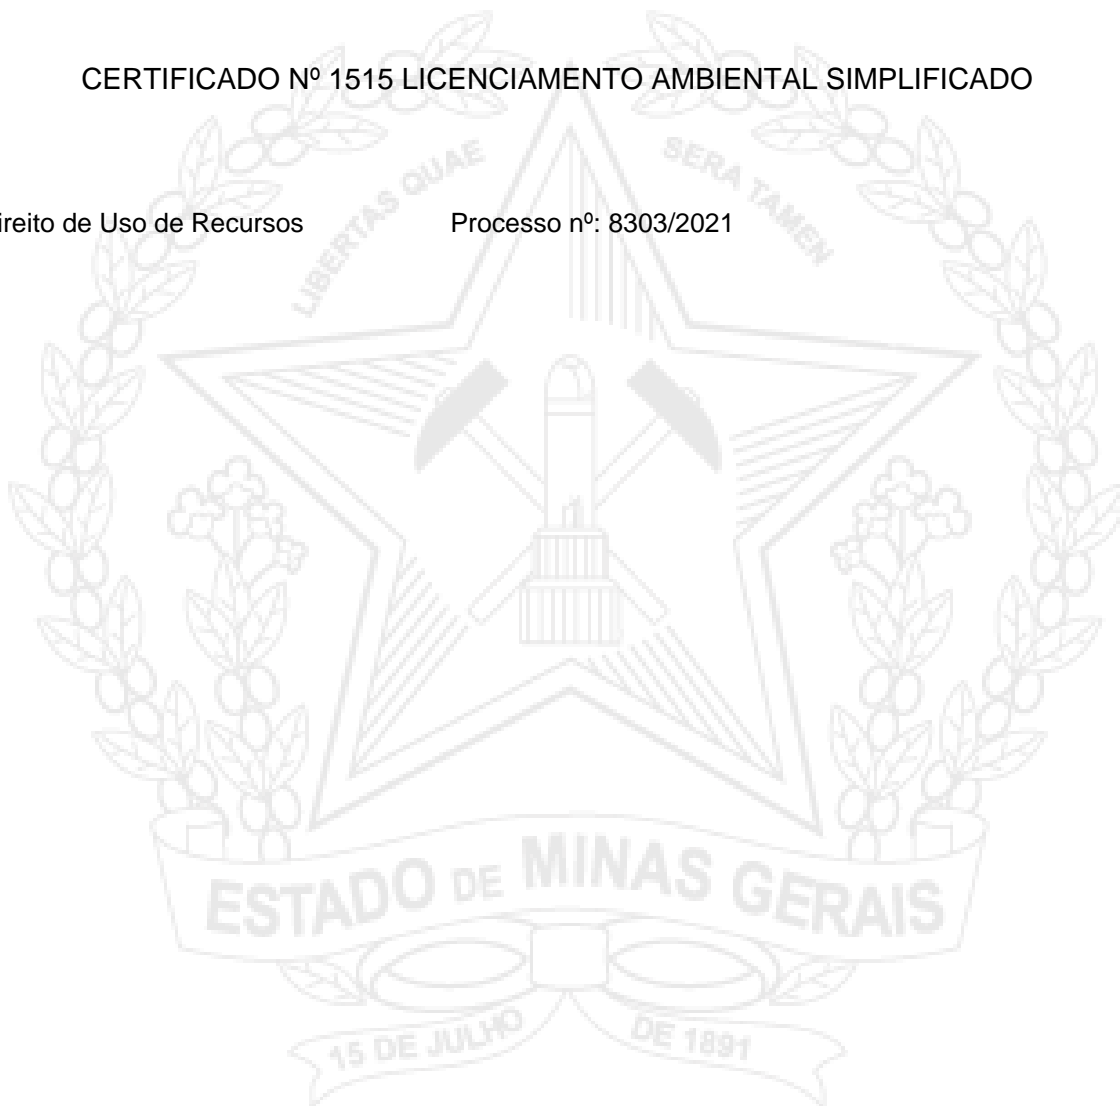 CERTIFICADO Nº 1515 LICENCIAMENTO AMBIENTAL SIMPLIFICADO
LIBERTAS QUAE SERA TAMEN
ireito de Uso de Recursos Processo nº: 8303/2021
ESTADO DE MINAS GERAIS
15 DE JULHO DE 1891